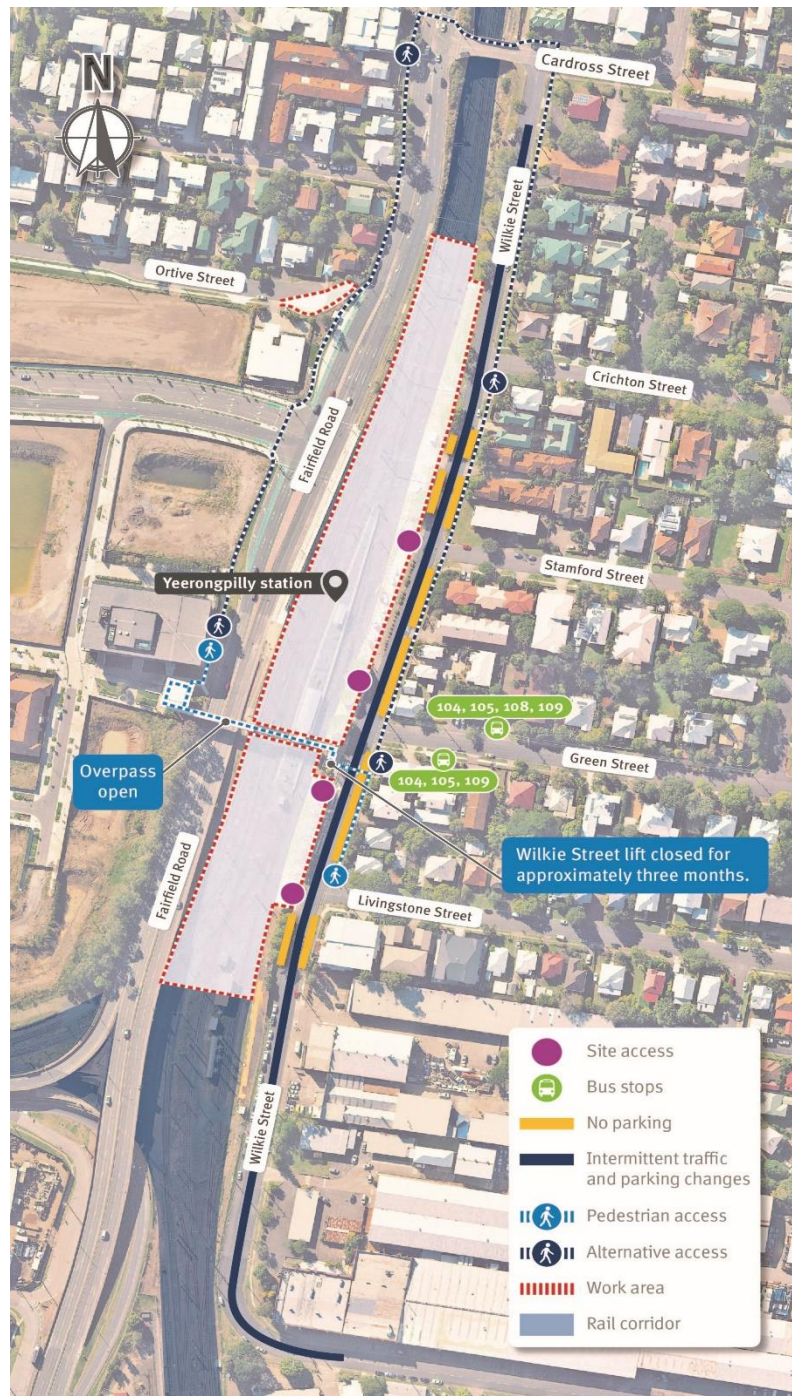 N
Cardross Street
Wilkie Street
Ortive Street
Crichton Street
Fairfield Road
Stamford Street
Yeerongpilly station
104, 105, 108, 109
Green Street
104, 105, 109
Overpass
open
Wilkie Street lift closed for
approximately three months.
Fairfield Road
Livingstone Street
Wilkie Street
Site access
Bus stops
No parking
Intermittent traffic
and parking changes
Pedestrian access
Alternative access
Work area
Rail corridor